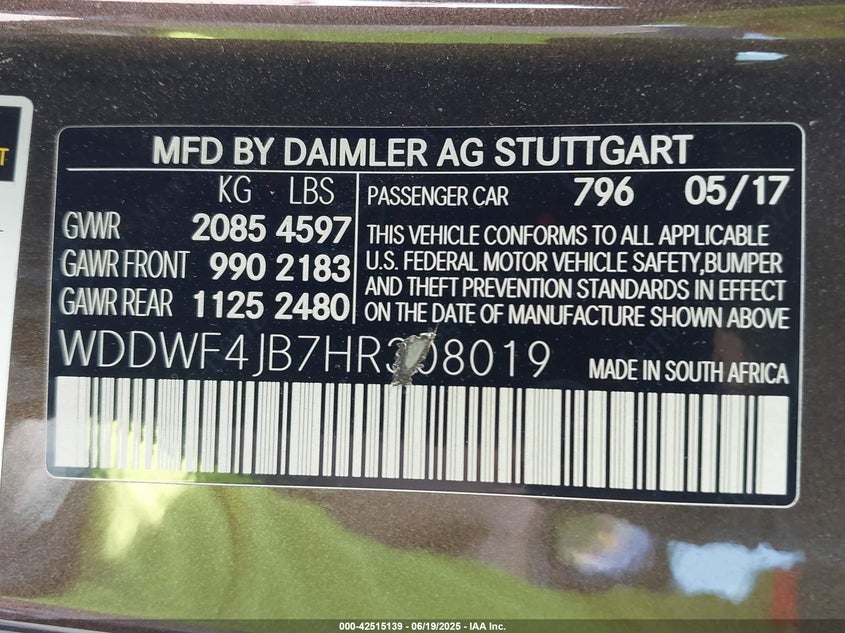 MFD BY DAIMLER AG STUTTGART
KG LBS
GVWR 2085 4597
GAWR FRONT 990 2183
GAWR REAR 1125 2480
PASSENGER CAR 796 05/17
THIS VEHICLE CONFORMS TO ALL APPLICABLE
U.S. FEDERAL MOTOR VEHICLE SAFETY,BUMPER
AND THEFT PREVENTION STANDARDS IN EFFECT
ON THE DATE OF MANUFACTURE SHOWN ABOVE
WDDWF4JB7HR308019
MADE IN SOUTH AFRICA
000-42515139 - 06/19/2025 - IAA Inc.